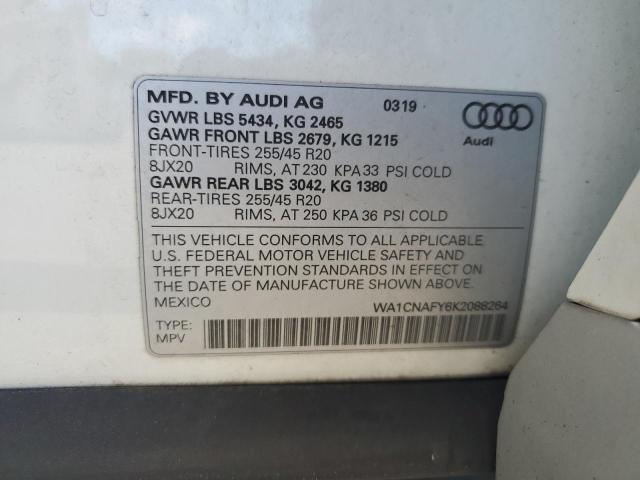 MFD. BY AUDI AG 0319
GVWR LBS 5434, KG 2465
GAWR FRONT LBS 2679, KG 1215
FRONT-TIRES 255/45 R20
8JX20 RIMS, AT 230 KPA 33 PSI COLD
GAWR REAR LBS 3042, KG 1380
REAR-TIRES 255/45 R20
8JX20 RIMS, AT 250 KPA 36 PSI COLD
Audi
THIS VEHICLE CONFORMS TO ALL APPLICABLE
U.S. FEDERAL MOTOR VEHICLE SAFETY AND
THEFT PREVENTION STANDARDS IN EFFECT ON
THE DATE OF MANUFACTURE SHOWN ABOVE.
MEXICO WA1CNAFY6K2088264
TYPE:
MPV